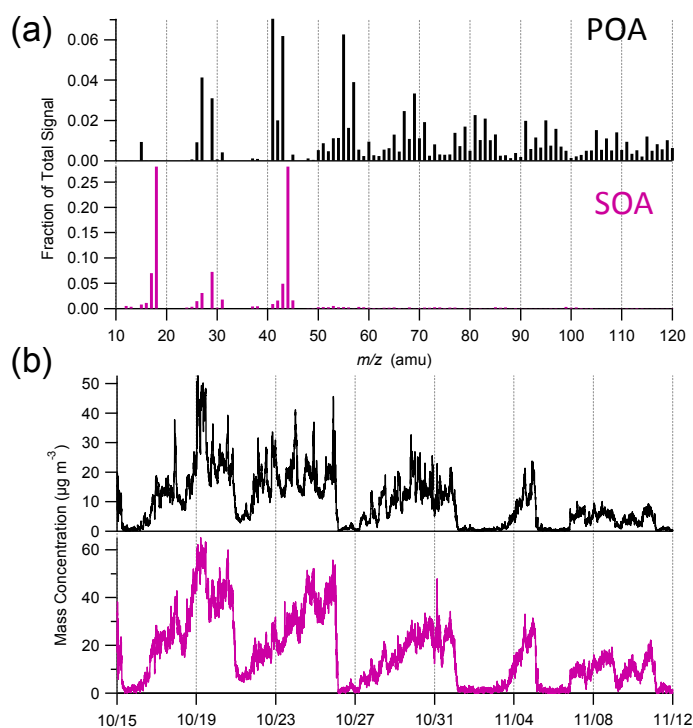 (a)
POA
0.06
0.04
0.02
0.00
Fraction of Total Signal
SOA
0.25
0.20
0.15
0.10
0.05
0.00
10 20 30 40 50 60 70 80 90 100 110 120
m/z (amu)
(b)
50
40
30
20
10
0
Mass Concentration (µg m⁻³)
60
40
20
0
10/15 10/19 10/23 10/27 10/31 11/04 11/08 11/12